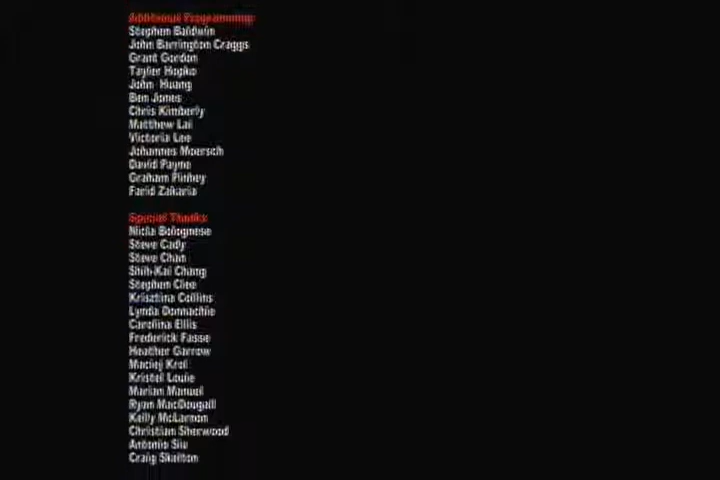 Additional Programming:
Stephen Baldwin
John Barrington Craggs
Grant Gordon
Tayler Hopko
John Huang
Ben Jones
Chris Kimberly
Matthew Lai
Victoria Lee
Johannes Moersch
David Payne
Graham Pinhey
Farid Zakaria
Special Thanks:
Nicla Bolognese
Steve Cady
Steve Chan
Shih-Kai Chang
Stephen Clee
Krisztina Collins
Lynda Donnachie
Carolina Ellis
Frederick Fasse
Heather Garrow
Maciej Krol
Kristel Louie
Marian Manuel
Ryan MacDougall
Kelly McLarnon
Christian Sherwood
Antonio Siu
Craig Skelton